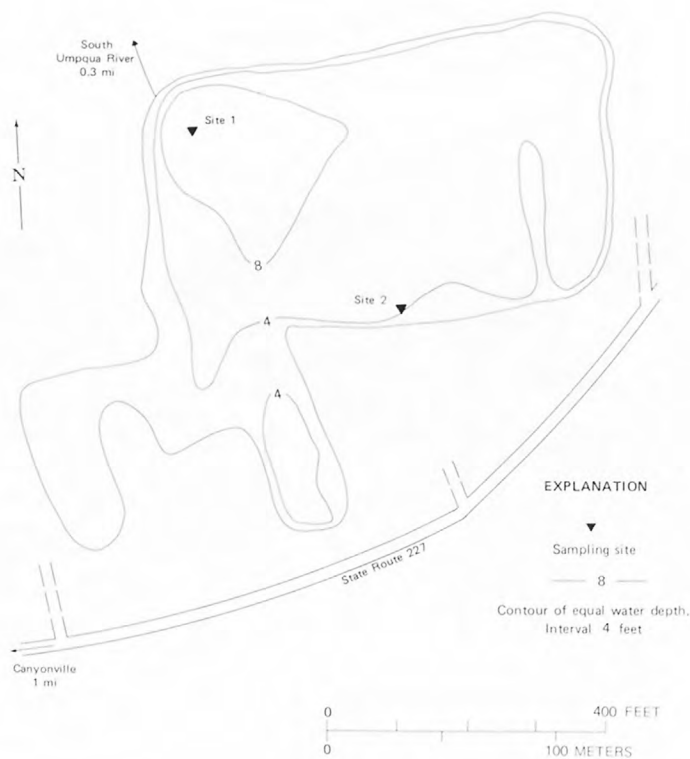 South
Umpqua River
0.3 mi
Site 1
N
8
Site 2
4
4
EXPLANATION
Sampling site
8
Contour of equal water depth.
Interval 4 feet
State Route 227
Canyonville
1 mi
0 400 FEET
0 100 METERS